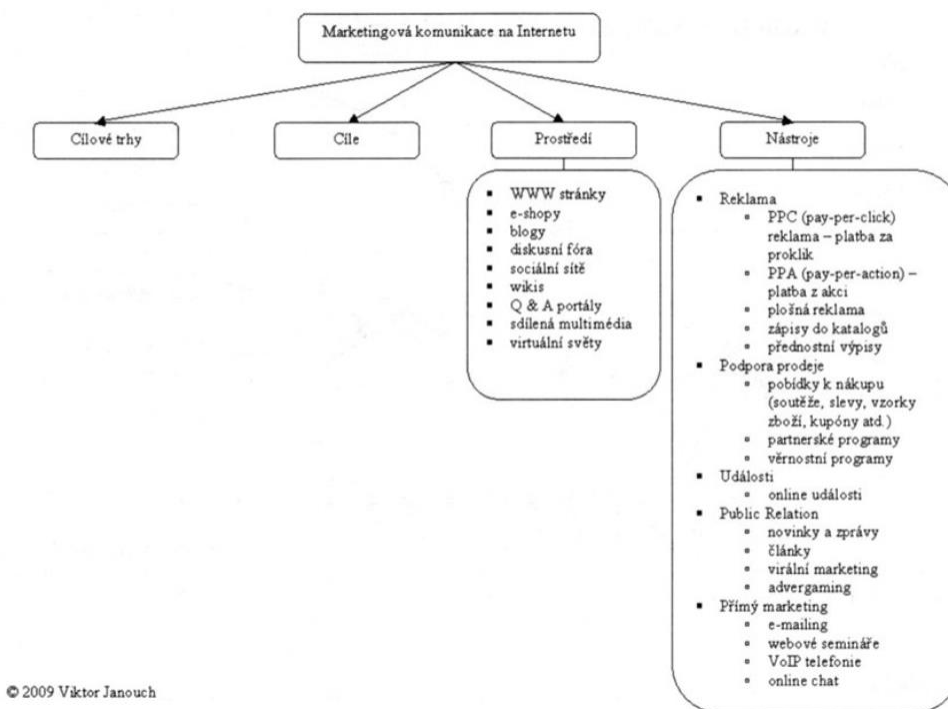 Marketingová komunikace na Internetu
Cílové trhy
Cíle
Prostředí
Nástroje
▪ WWW stránky
▪ e-shopy
▪ blogy
▪ diskusní fóra
▪ sociální sítě
▪ wikis
▪ Q & A portály
▪ sdílená multimédia
▪ virtuální světy
▪ Reklama
▫ PPC (pay-per-click)
reklama – platba za
proklik
▫ PPA (pay-per-action) –
platba z akci
▫ plošná reklama
▫ zápisy do katalogů
▫ přednostní výpisy
▪ Podpora prodeje
▫ pobídky k nákupu
(soutěže, slevy, vzorky
zboží, kupóny atd.)
▫ partnerské programy
▫ věrnostní programy
▪ Události
▫ online události
▪ Public Relation
▫ novinky a zprávy
▫ články
▫ virální marketing
▫ advergaming
▪ Přímý marketing
▫ e-mailing
▫ webové semináře
▫ VoIP telefonie
▫ online chat
© 2009 Viktor Janouch